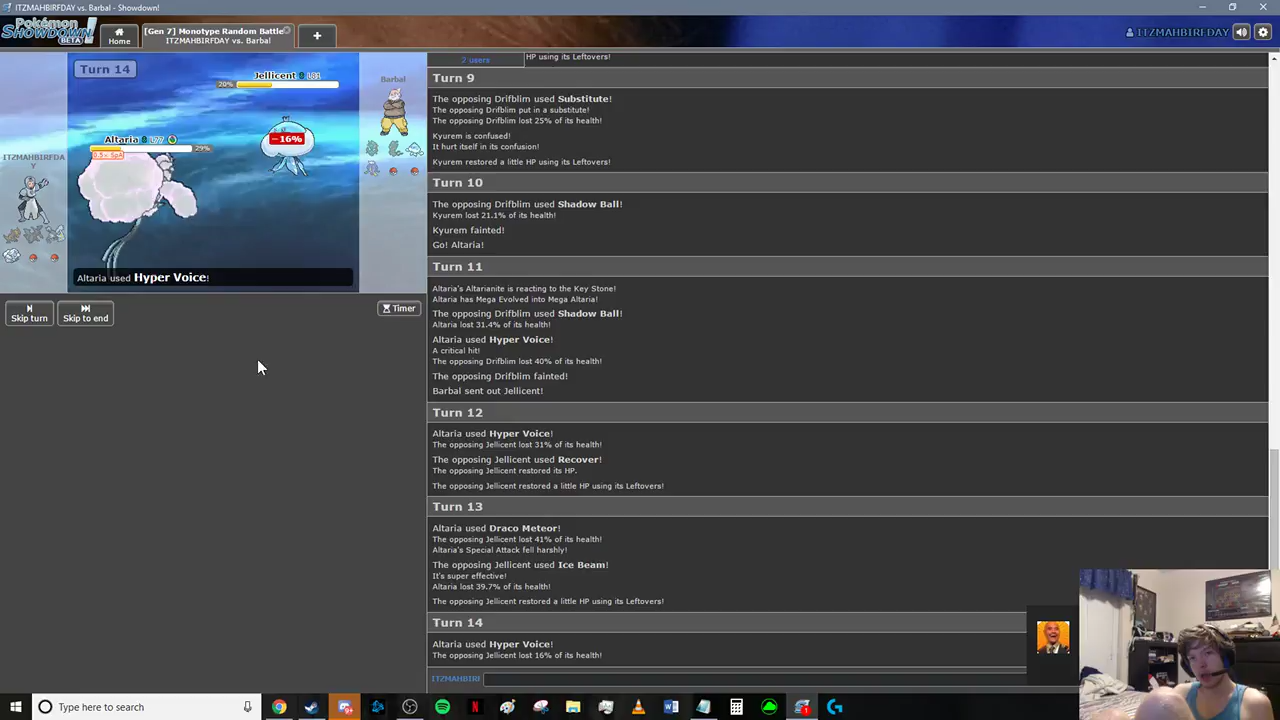 ITZMAHBIRFDAY vs. Barbal - Showdown!
Pokémon
Showdown!
BETA
Home
[Gen 7] Monotype Random Battle
ITZMAHBIRFDAY vs. Barbal
+
ITZMAHBIRFDAY
Turn 14
Jellicent L81
20%
Barbal
-16%
Altaria L77
29%
0.5× SpA
ITZMAHBIRFDA
Y
Altaria used Hyper Voice!
Skip turn
Skip to end
Timer
2 users
HP using its Leftovers!
Turn 9
The opposing Drifblim used Substitute!
The opposing Drifblim put in a substitute!
The opposing Drifblim lost 25% of its health!
Kyurem is confused!
It hurt itself in its confusion!
Kyurem restored a little HP using its Leftovers!
Turn 10
The opposing Drifblim used Shadow Ball!
Kyurem lost 21.1% of its health!
Kyurem fainted!
Go! Altaria!
Turn 11
Altaria's Altarianite is reacting to the Key Stone!
Altaria has Mega Evolved into Mega Altaria!
The opposing Drifblim used Shadow Ball!
Altaria lost 31.4% of its health!
Altaria used Hyper Voice!
A critical hit!
The opposing Drifblim lost 40% of its health!
The opposing Drifblim fainted!
Barbal sent out Jellicent!
Turn 12
Altaria used Hyper Voice!
The opposing Jellicent lost 31% of its health!
The opposing Jellicent used Recover!
The opposing Jellicent restored its HP.
The opposing Jellicent restored a little HP using its Leftovers!
Turn 13
Altaria used Draco Meteor!
The opposing Jellicent lost 41% of its health!
Altaria's Special Attack fell harshly!
The opposing Jellicent used Ice Beam!
It's super effective!
Altaria lost 39.7% of its health!
The opposing Jellicent restored a little HP using its Leftovers!
Turn 14
Altaria used Hyper Voice!
The opposing Jellicent lost 16% of its health!
ITZMAHBIRF
Type here to search